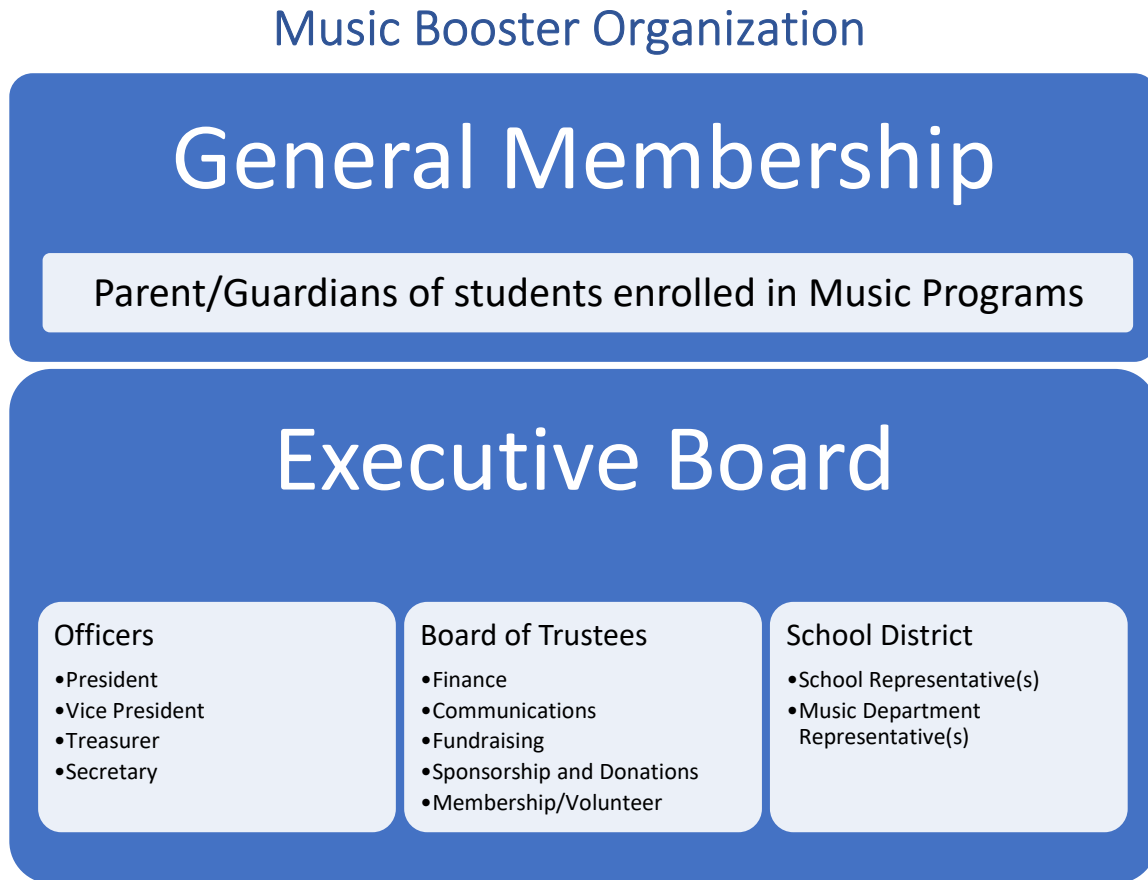 Music Booster Organization
General Membership
Parent/Guardians of students enrolled in Music Programs
Executive Board
Officers
•President
•Vice President
•Treasurer
•Secretary
Board of Trustees
•Finance
•Communications
•Fundraising
•Sponsorship and Donations
•Membership/Volunteer
School District
•School Representative(s)
•Music Department
Representative(s)